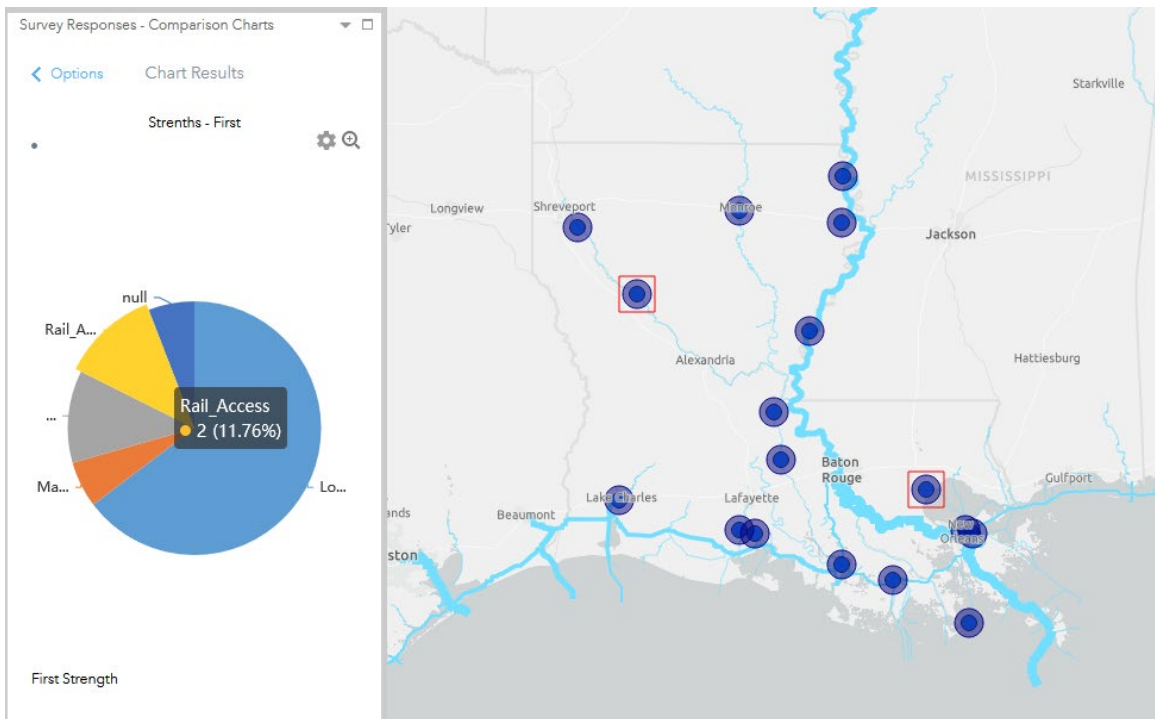 Survey Responses - Comparison Charts
Options
Chart Results
Strenths - First
null
Rail_A...
...
Ma...
Lo...
Rail_Access
2 (11.76%)
First Strength
Starkville
MISSISSIPPI
Longview
Shreveport
Monroe
Tyler
Jackson
Alexandria
Hattiesburg
Baton
Rouge
Gulfport
Lake Charles
Lafayette
Beaumont
ands
New
Orleans
ston